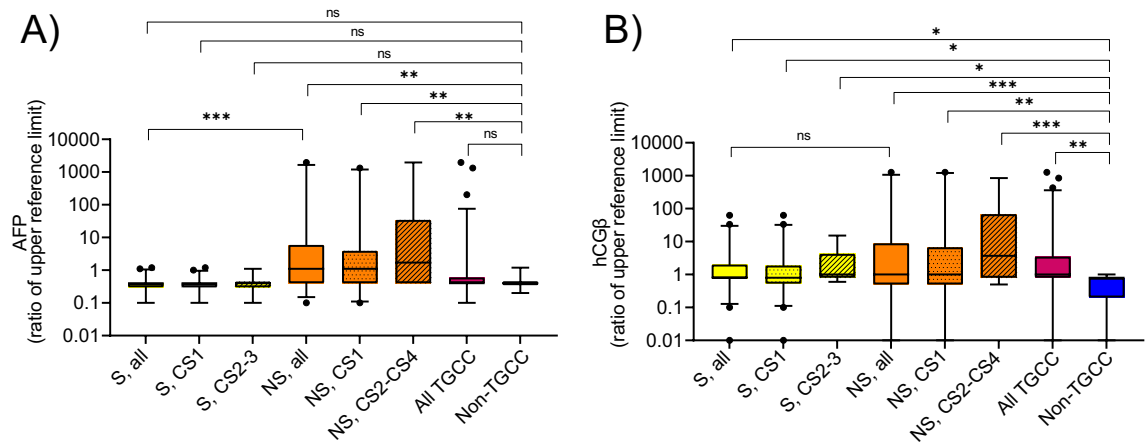 A)
ns
ns
ns
**
**
***
**
ns
AFP
(ratio of upper reference limit)
10000
1000
100
10
1
0.1
0.01
S, all
S, CS1
S, CS2-3
NS, all
NS, CS1
NS, CS2-CS4
All TGCC
Non-TGCC
B)
*
*
*
***
**
***
ns
**
hCGβ
(ratio of upper reference limit)
10000
1000
100
10
1
0.1
0.01
S, all
S, CS1
S, CS2-3
NS, all
NS, CS1
NS, CS2-CS4
All TGCC
Non-TGCC